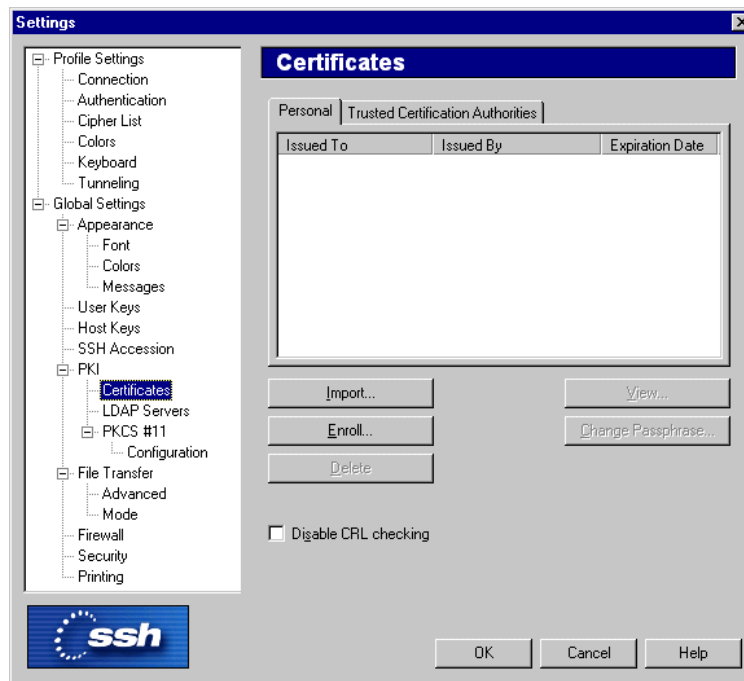 Settings
Profile Settings
Connection
Authentication
Cipher List
Colors
Keyboard
Tunneling
Global Settings
Appearance
Font
Colors
Messages
User Keys
Host Keys
SSH Accession
PKI
Certificates
LDAP Servers
PKCS #11
Configuration
File Transfer
Advanced
Mode
Firewall
Security
Printing
ssh
Certificates
Personal Trusted Certification Authorities
Issued To Issued By Expiration Date
Import... View...
Enroll... Change Passphrase...
Delete
Disable CRL checking
OK Cancel Help